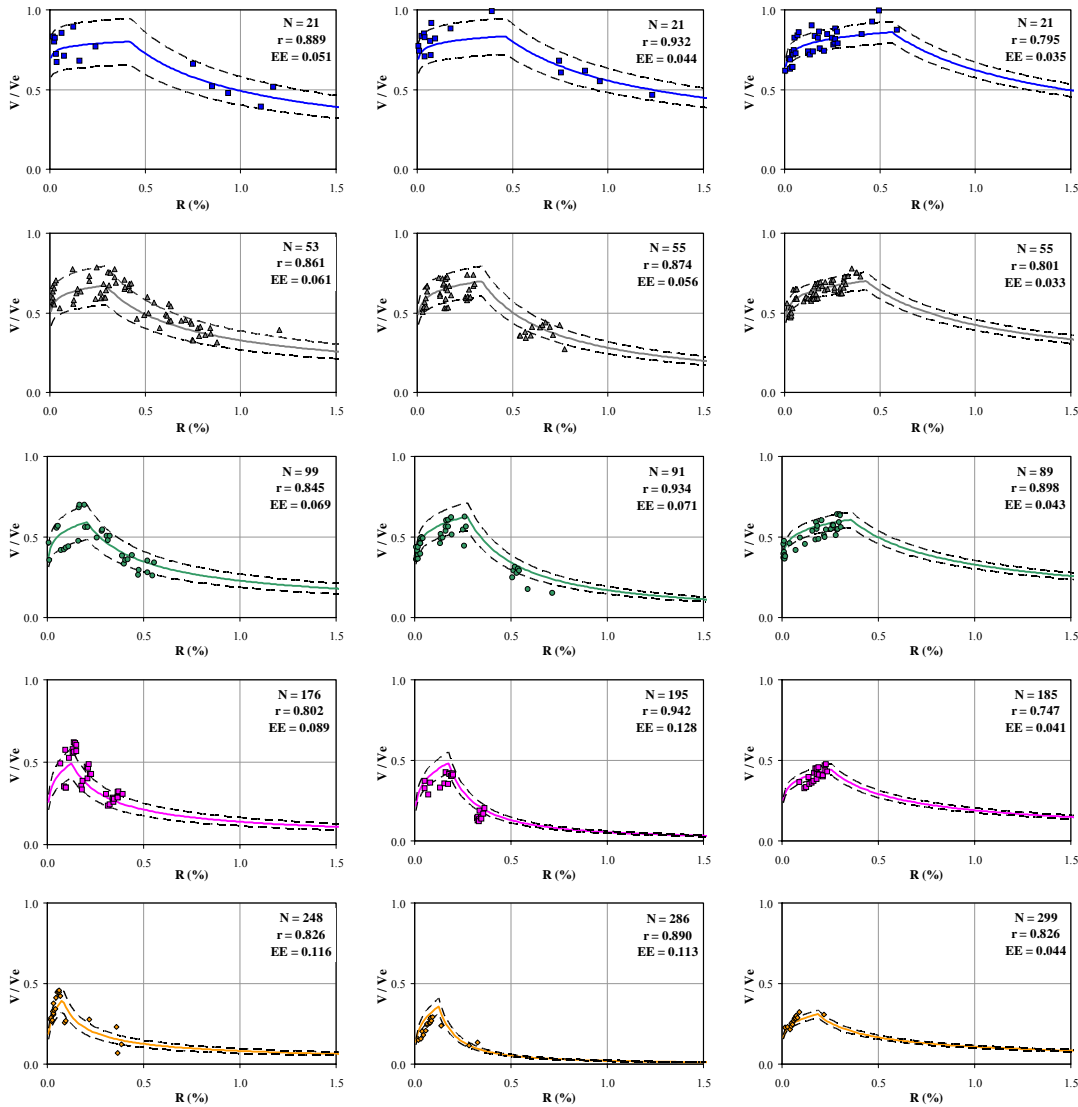 1.0
N = 21
r = 0.889
EE = 0.051
V / Ve
0.5
0.0
0.0 0.5 1.0 1.5
R (%)
1.0
N = 21
r = 0.932
EE = 0.044
V / Ve
0.5
0.0
0.0 0.5 1.0 1.5
R (%)
1.0
N = 21
r = 0.795
EE = 0.035
V / Ve
0.5
0.0
0.0 0.5 1.0 1.5
R (%)
1.0
N = 53
r = 0.861
EE = 0.061
V / Ve
0.5
0.0
0.0 0.5 1.0 1.5
R (%)
1.0
N = 55
r = 0.874
EE = 0.056
V / Ve
0.5
0.0
0.0 0.5 1.0 1.5
R (%)
1.0
N = 55
r = 0.801
EE = 0.033
V / Ve
0.5
0.0
0.0 0.5 1.0 1.5
R (%)
1.0
N = 99
r = 0.845
EE = 0.069
V / Ve
0.5
0.0
0.0 0.5 1.0 1.5
R (%)
1.0
N = 91
r = 0.934
EE = 0.071
V / Ve
0.5
0.0
0.0 0.5 1.0 1.5
R (%)
1.0
N = 89
r = 0.898
EE = 0.043
V / Ve
0.5
0.0
0.0 0.5 1.0 1.5
R (%)
1.0
N = 176
r = 0.802
EE = 0.089
V / Ve
0.5
0.0
0.0 0.5 1.0 1.5
R (%)
1.0
N = 195
r = 0.942
EE = 0.128
V / Ve
0.5
0.0
0.0 0.5 1.0 1.5
R (%)
1.0
N = 185
r = 0.747
EE = 0.041
V / Ve
0.5
0.0
0.0 0.5 1.0 1.5
R (%)
1.0
N = 248
r = 0.826
EE = 0.116
V / Ve
0.5
0.0
0.0 0.5 1.0 1.5
R (%)
1.0
N = 286
r = 0.890
EE = 0.113
V / Ve
0.5
0.0
0.0 0.5 1.0 1.5
R (%)
1.0
N = 299
r = 0.826
EE = 0.044
V / Ve
0.5
0.0
0.0 0.5 1.0 1.5
R (%)